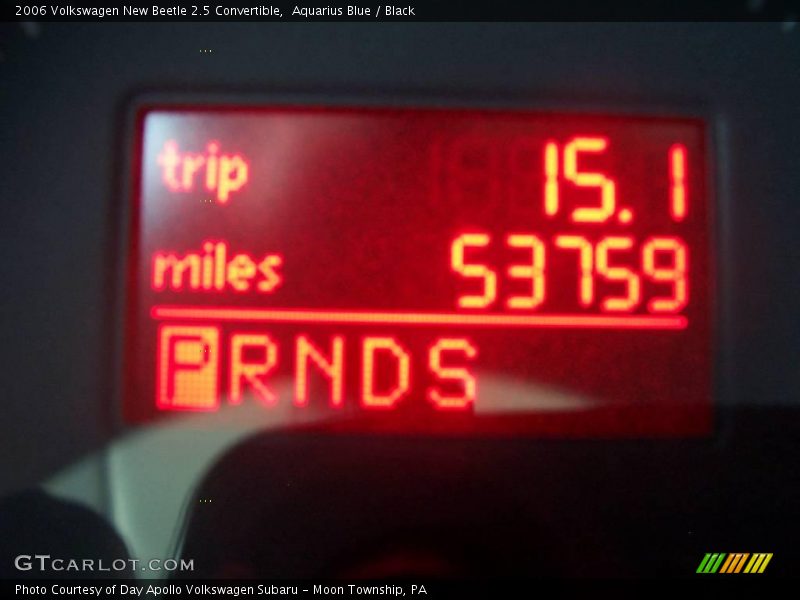 2006 Volkswagen New Beetle 2.5 Convertible,  Aquarius Blue / Black
trip 15.1
miles 53759
PRNDS
GTCARLOT.COM
Photo Courtesy of Day Apollo Volkswagen Subaru - Moon Township, PA